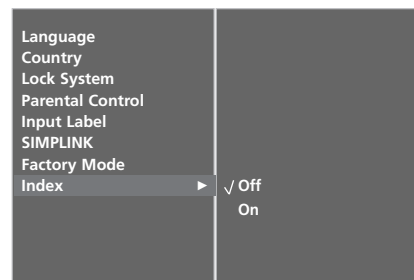 Language
Country
Lock System
Parental Control
Input Label
SIMPLINK
Factory Mode
Index ► √ Off
On